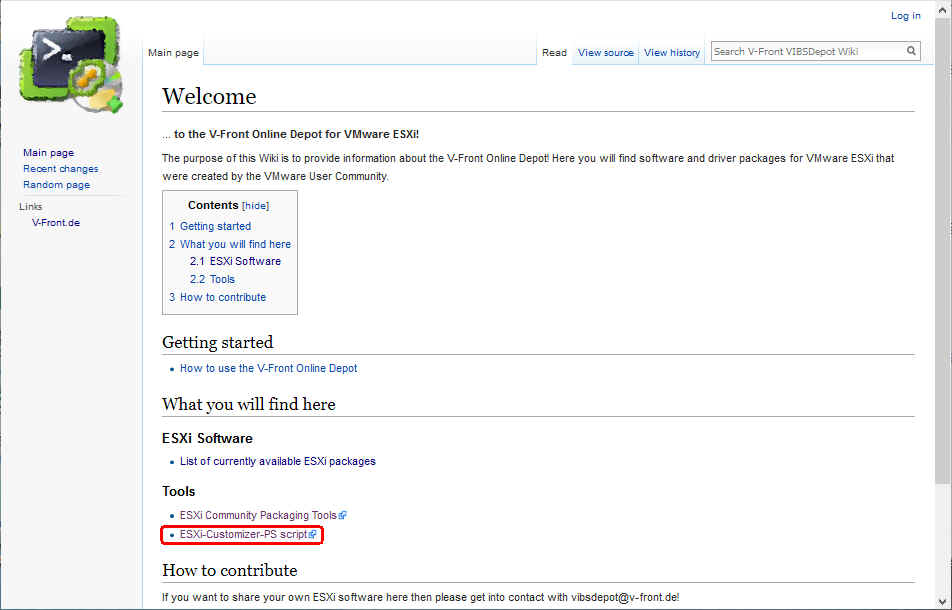 Log in
Main page
Read
View source
View history
Search V-Front VIBSDepot Wiki
Main page
Recent changes
Random page
Links
V-Front.de
Welcome
... to the V-Front Online Depot for VMware ESXi!
The purpose of this Wiki is to provide information about the V-Front Online Depot! Here you will find software and driver packages for VMware ESXi that
were created by the VMware User Community.
Contents [hide]
1 Getting started
2 What you will find here
2.1 ESXi Software
2.2 Tools
3 How to contribute
Getting started
How to use the V-Front Online Depot
What you will find here
ESXi Software
List of currently available ESXi packages
Tools
ESXi Community Packaging Tools
ESXi-Customizer-PS script
How to contribute
If you want to share your own ESXi software here then please get into contact with vibsdepot@v-front.de!